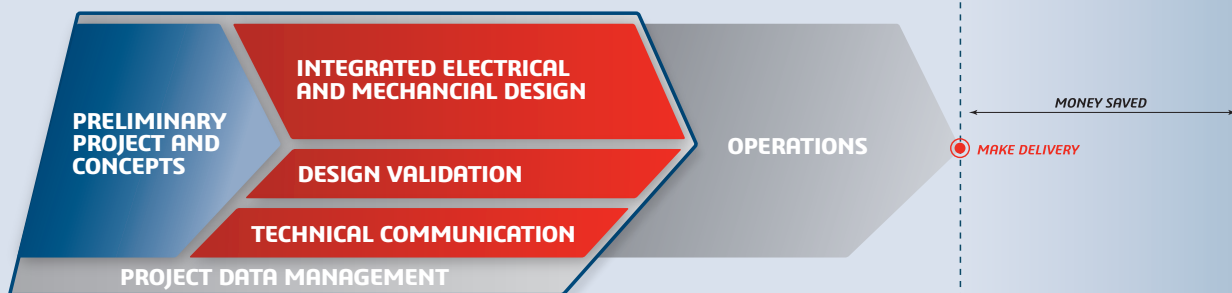 PRELIMINARY
PROJECT AND
CONCEPTS
INTEGRATED ELECTRICAL
AND MECHANCIAL DESIGN
DESIGN VALIDATION
TECHNICAL COMMUNICATION
PROJECT DATA MANAGEMENT
OPERATIONS
MONEY SAVED
MAKE DELIVERY